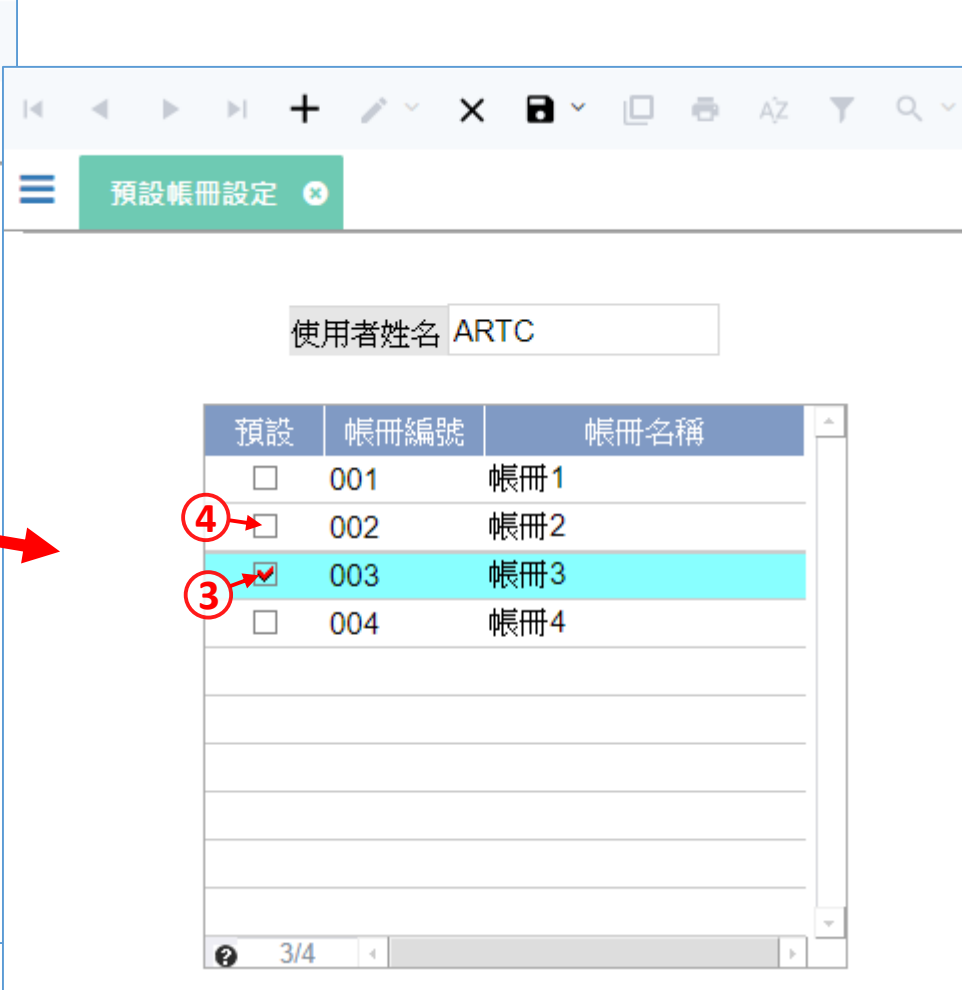 預設帳冊設定
使用者姓名 ARTC
預設 帳冊編號 帳冊名稱
001 帳冊1
④ 002 帳冊2
③ 003 帳冊3
004 帳冊4
3/4